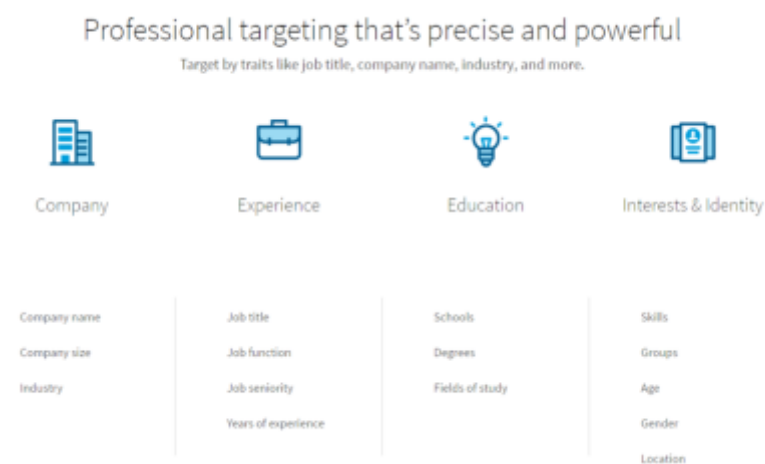 Professional targeting that's precise and powerful
Target by traits like job title, company name, industry, and more.
Company
Experience
Education
Interests & Identity
Company name
Company size
Industry
Job title
Job function
Job seniority
Years of experience
Schools
Degrees
Fields of study
Skills
Groups
Age
Gender
Location